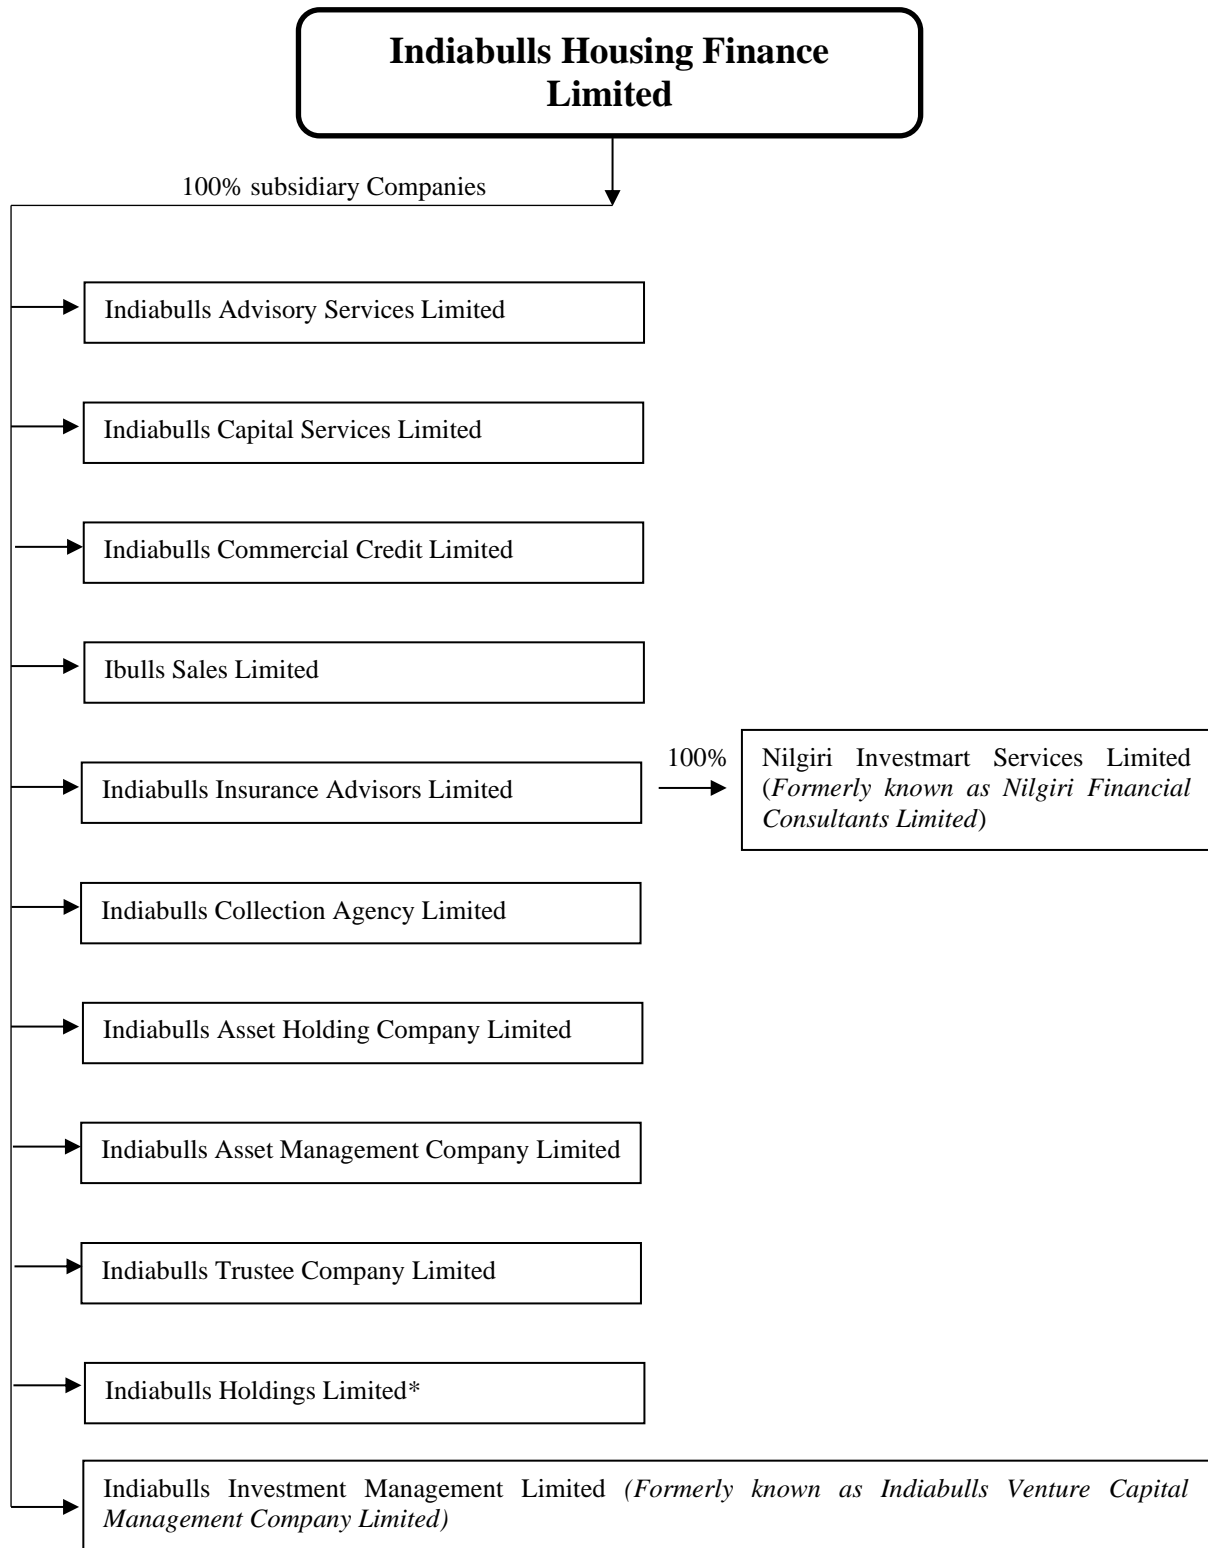 Indiabulls Housing Finance
Limited
100% subsidiary Companies
Indiabulls Advisory Services Limited
Indiabulls Capital Services Limited
Indiabulls Commercial Credit Limited
Ibulls Sales Limited
Indiabulls Insurance Advisors Limited
100%
Nilgiri Investmart Services Limited
(Formerly known as Nilgiri Financial
Consultants Limited)
Indiabulls Collection Agency Limited
Indiabulls Asset Holding Company Limited
Indiabulls Asset Management Company Limited
Indiabulls Trustee Company Limited
Indiabulls Holdings Limited*
Indiabulls Investment Management Limited (Formerly known as Indiabulls Venture Capital
Management Company Limited)